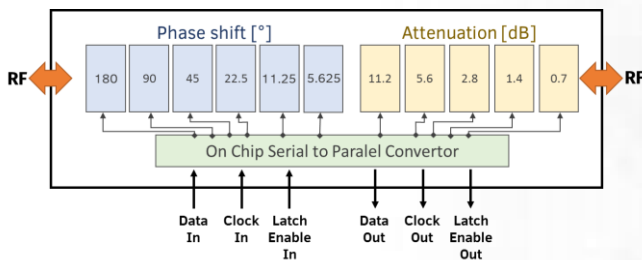 Phase shift [°]
Attenuation [dB]
RF
180
90
45
22.5
11.25
5.625
11.2
5.6
2.8
1.4
0.7
RF
On Chip Serial to Paralel Convertor
Data
In
Clock
In
Latch
Enable
In
Data
Out
Clock
Out
Latch
Enable
Out